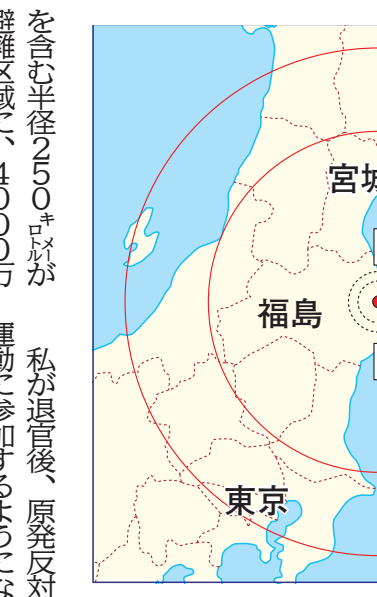 を含む半径250キロメートルが
避難区域に、4000万
私が退官後、原発反対
運動に参加するようにな
宮城
福島
東京